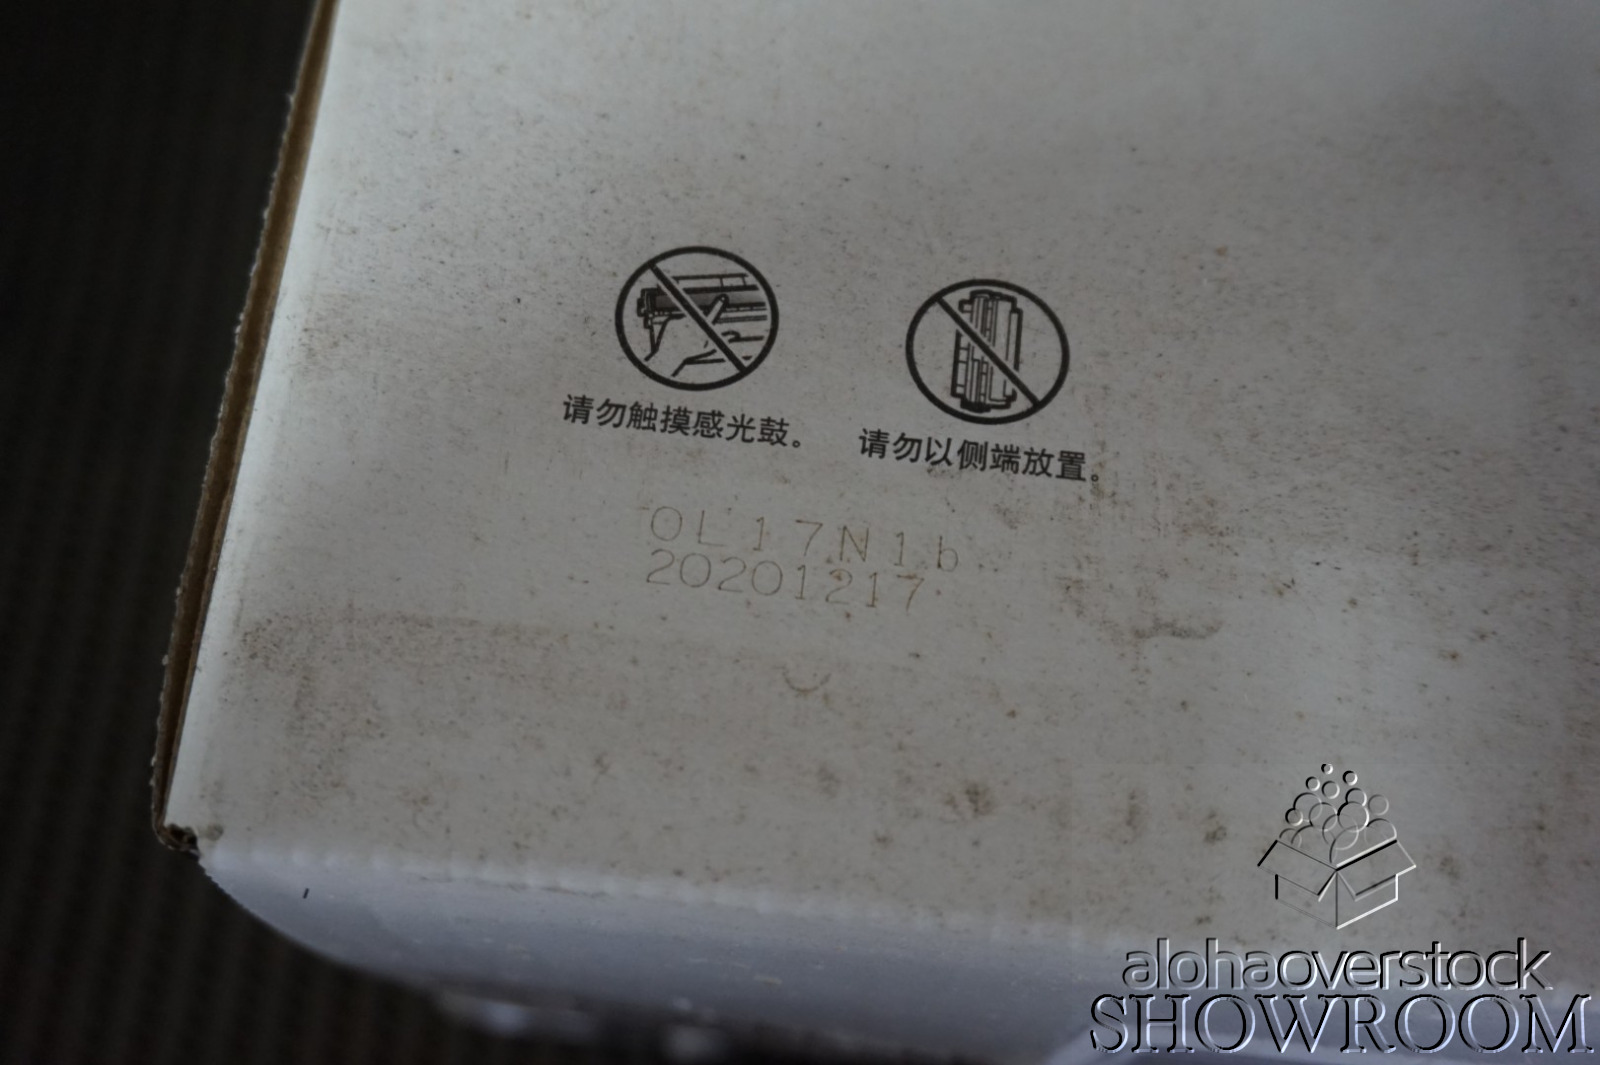 请勿触摸感光鼓。
请勿以侧端放置。
0L17N1b
20201217
alohaoverstock
SHOWROOM